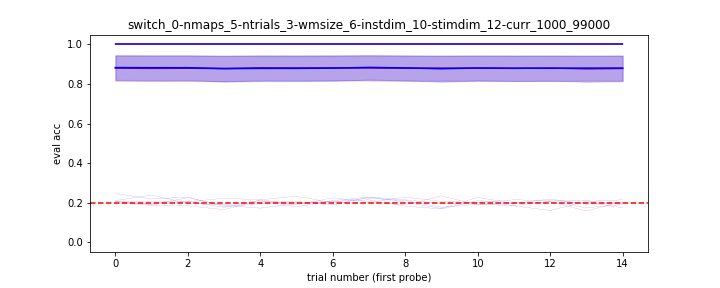 switch_0-nmaps_5-ntrials_3-wmsize_6-instdim_10-stimdim_12-curr_1000_99000
1.0
0.8
0.6
0.4
0.2
0.0
eval acc
0 2 4 6 8 10 12 14
trial number (first probe)